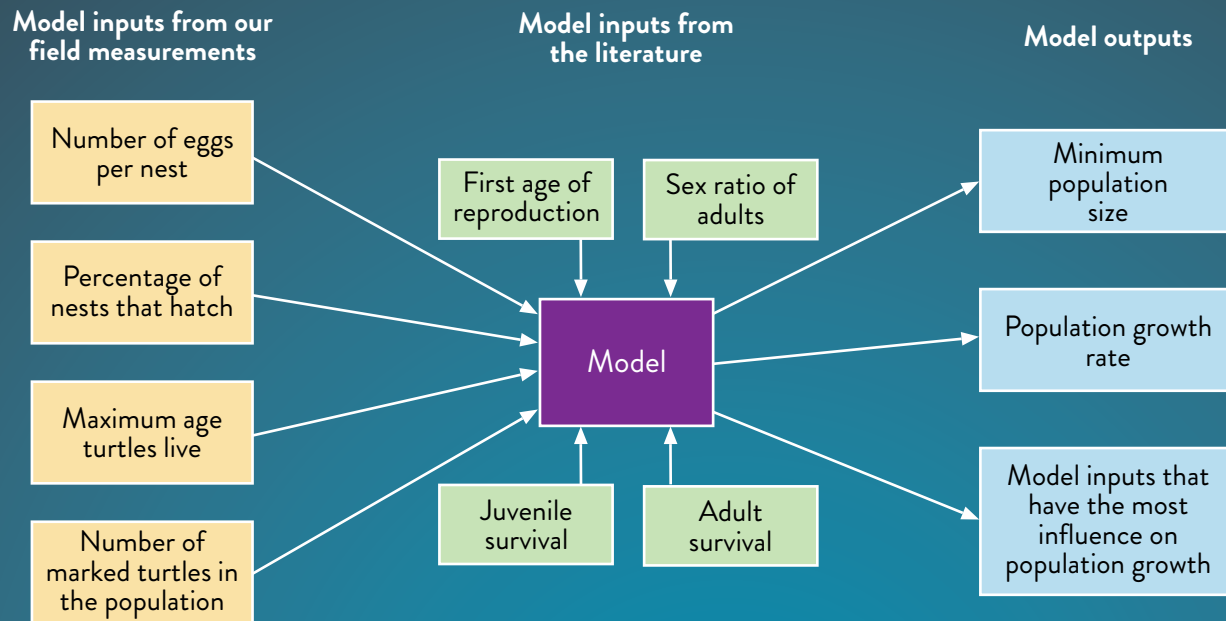 Model inputs from our
field measurements
Number of eggs
per nest
Percentage of
nests that hatch
Maximum age
turtles live
Number of
marked turtles in
the population
Model inputs from
the literature
First age of
reproduction
Sex ratio of
adults
Model
Juvenile
survival
Adult
survival
Model outputs
Minimum
population
size
Population growth
rate
Model inputs that
have the most
influence on
population growth